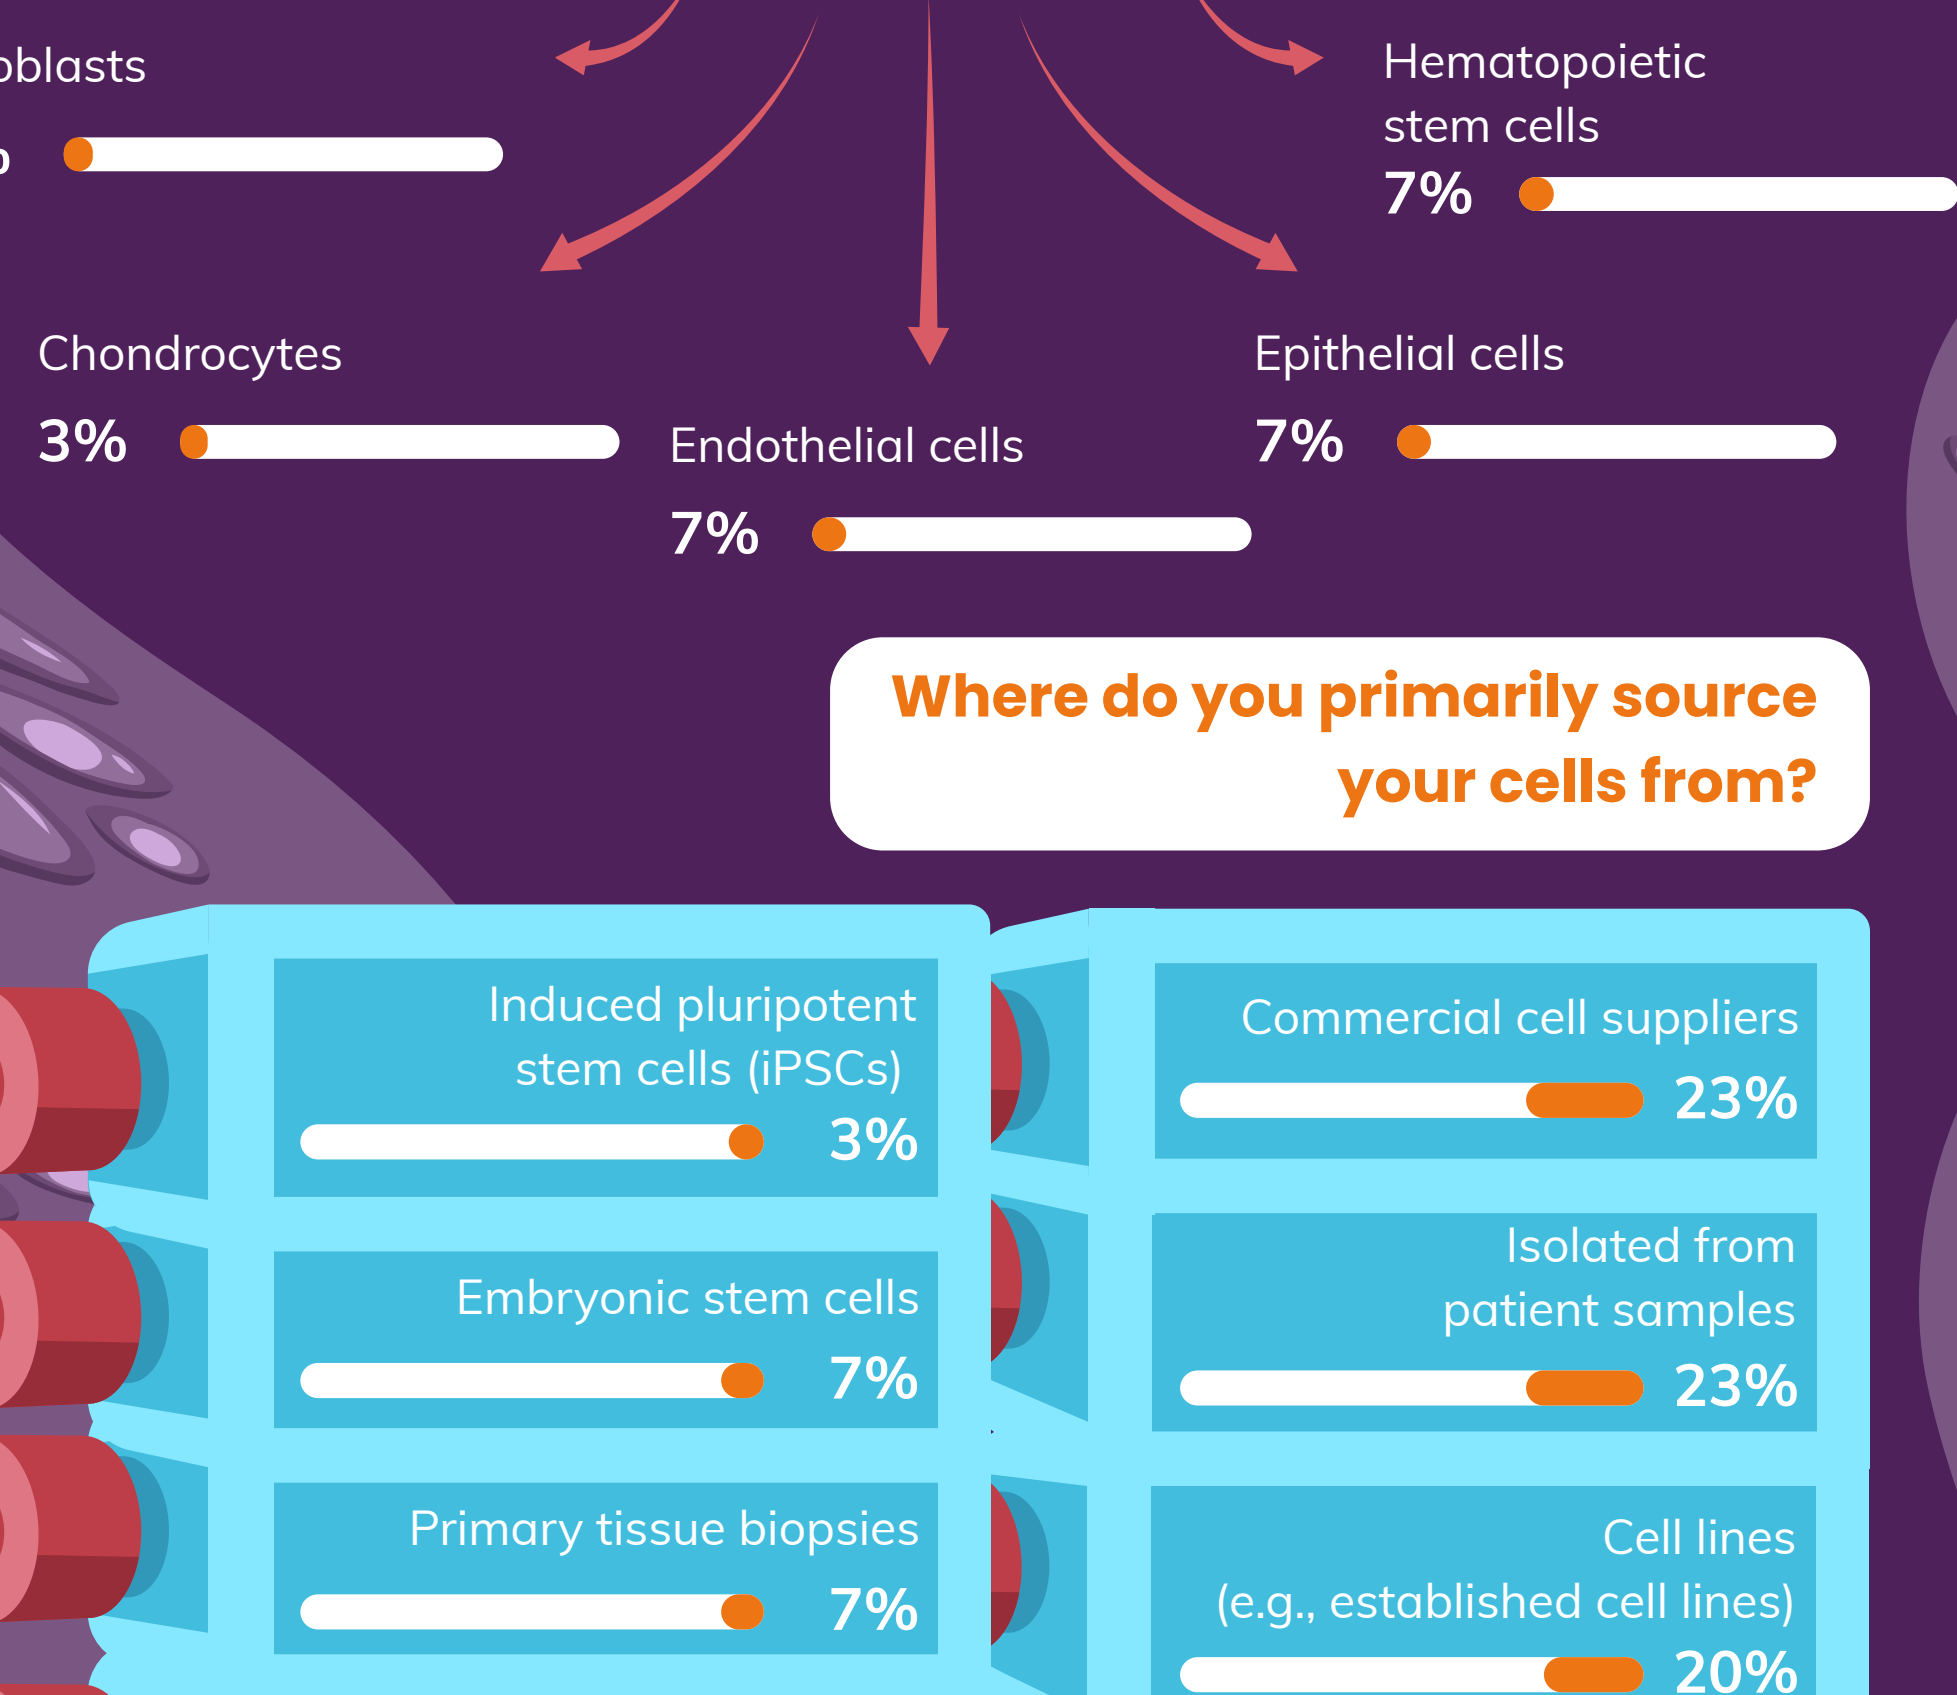 Hematopoietic
stem cells
7%
Chondrocytes
3%
Endothelial cells
7%
Epithelial cells
7%
Where do you primarily source
your cells from?
Induced pluripotent
stem cells (iPSCs)
3%
Embryonic stem cells
7%
Primary tissue biopsies
7%
Commercial cell suppliers
23%
Isolated from
patient samples
23%
Cell lines
(e.g., established cell lines)
20%